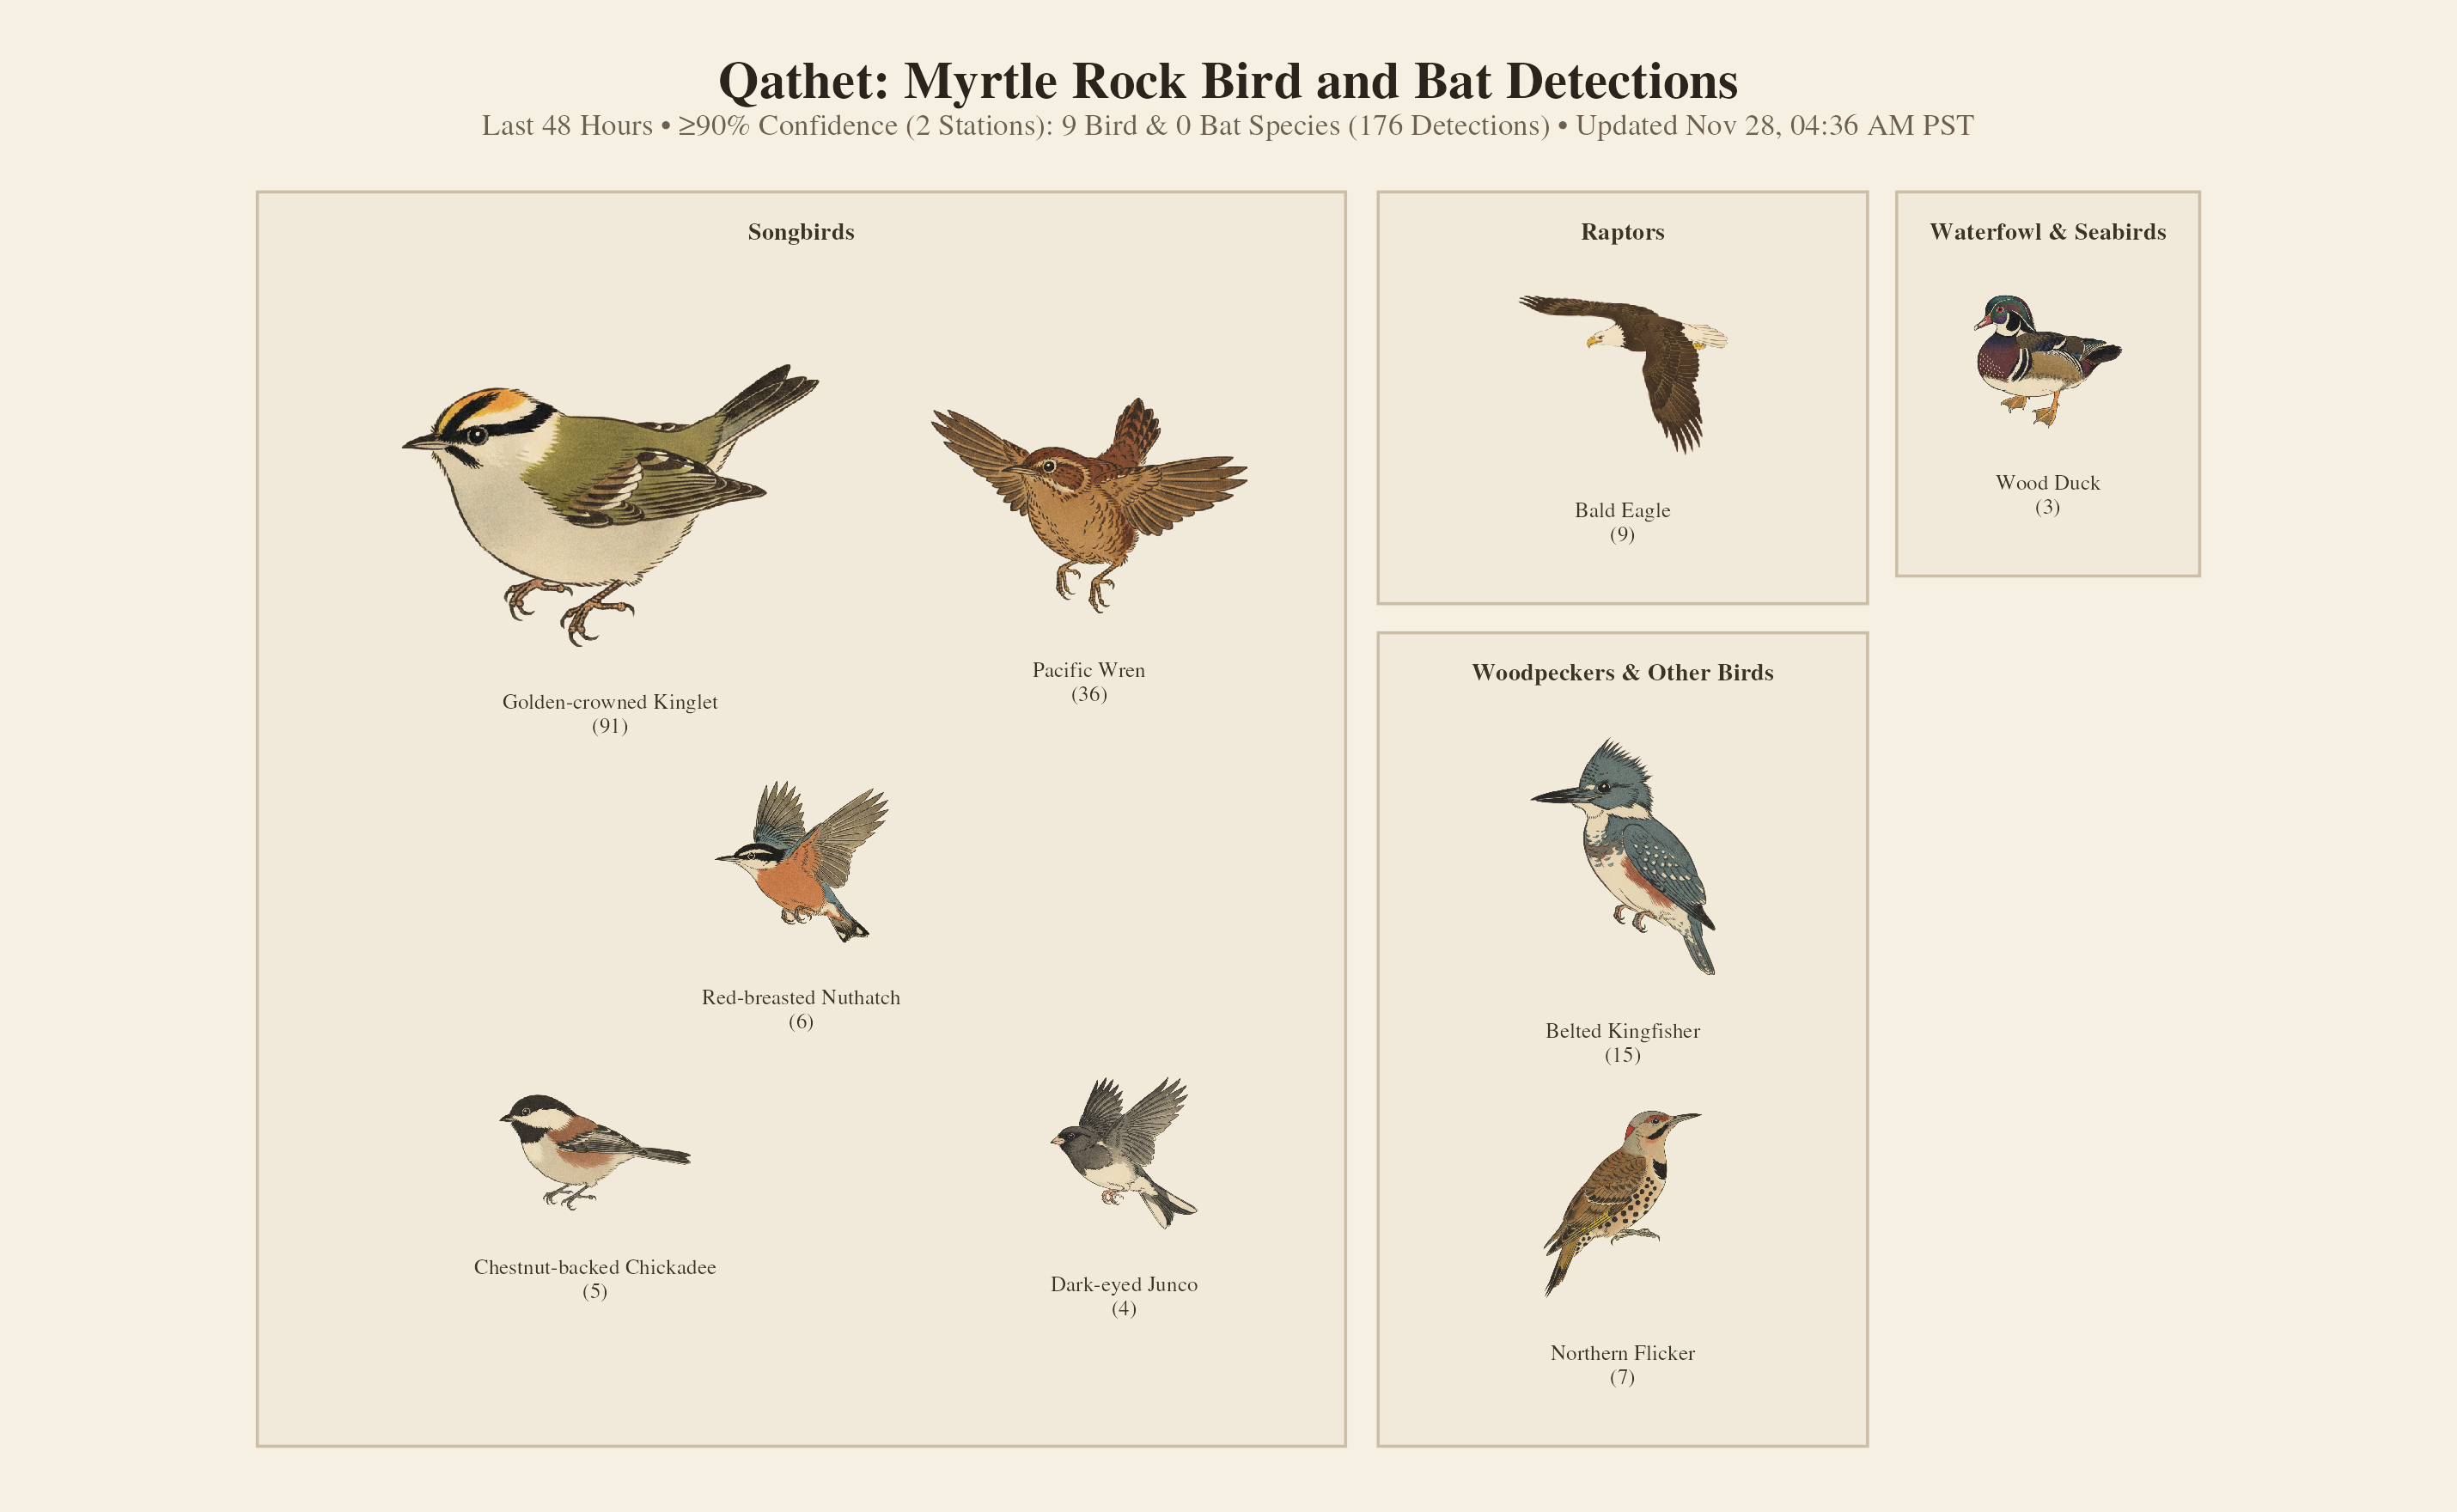 Qathet: Myrtle Rock Bird and Bat Detections
Last 48 Hours • ≥90% Confidence (2 Stations): 9 Bird & 0 Bat Species (176 Detections) • Updated Nov 28, 04:36 AM PST
Songbirds
Golden-crowned Kinglet
(91)
Pacific Wren
(36)
Red-breasted Nuthatch
(6)
Chestnut-backed Chickadee
(5)
Dark-eyed Junco
(4)
Raptors
Bald Eagle
(9)
Woodpeckers & Other Birds
Belted Kingfisher
(15)
Northern Flicker
(7)
Waterfowl & Seabirds
Wood Duck
(3)